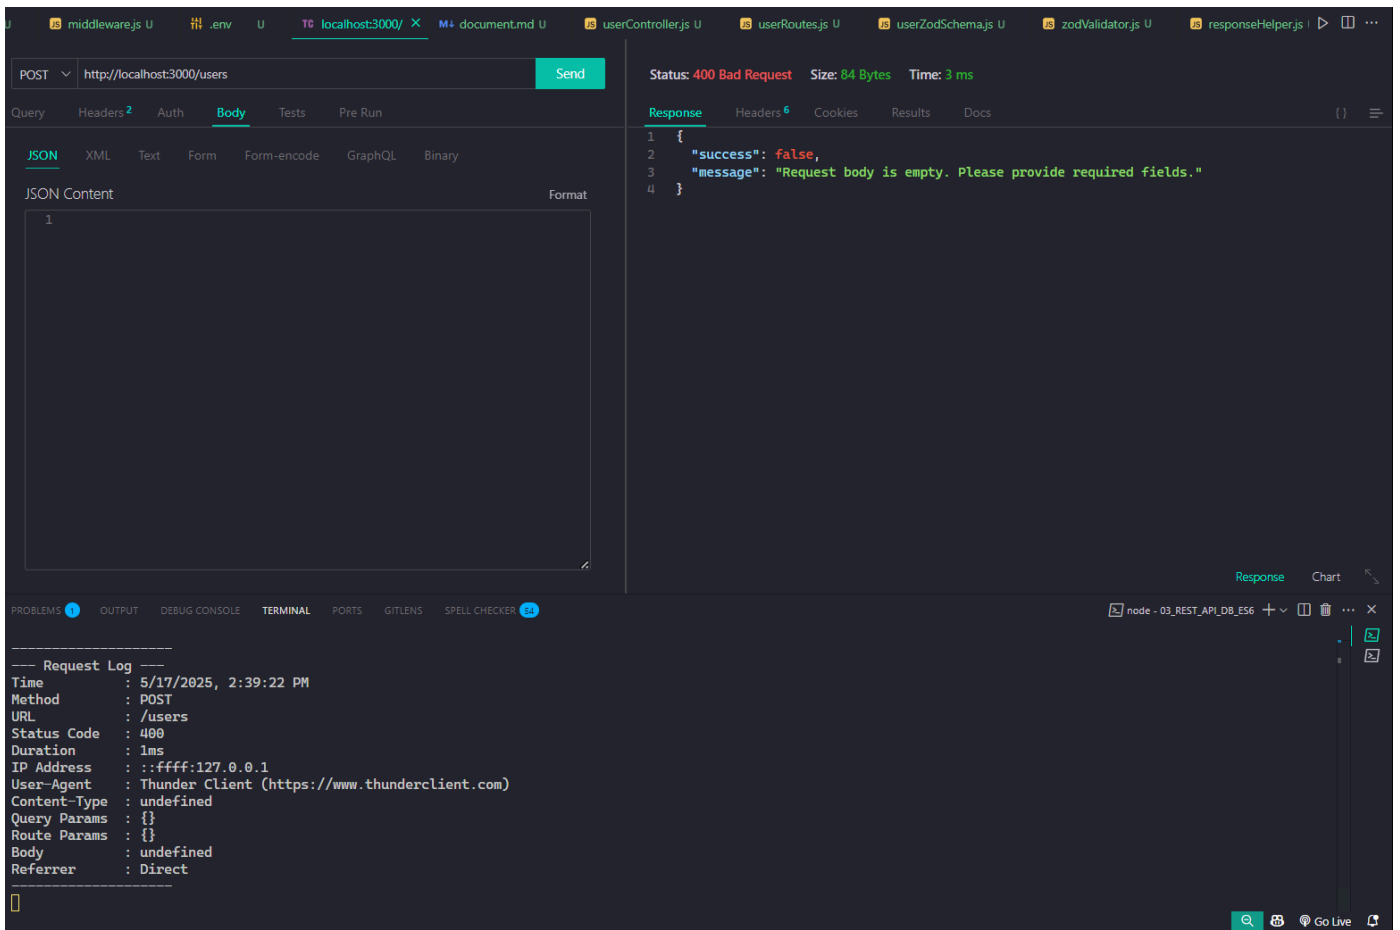 U JS middleware.js U .env U TC localhost:3000/ × M↓ document.md U JS userController.js U JS userRoutes.js U JS userZodSchema.js U JS zodValidator.js U JS responseHelper.js
POST http://localhost:3000/users Send
Status: 400 Bad Request Size: 84 Bytes Time: 3 ms
Query Headers 2 Auth Body Tests Pre Run
Response Headers 6 Cookies Results Docs {}
JSON XML Text Form Form-encode GraphQL Binary
JSON Content Format
1
1 {
2 "success": false,
3 "message": "Request body is empty. Please provide required fields."
4 }
Response Chart
PROBLEMS 1 OUTPUT DEBUG CONSOLE TERMINAL PORTS GITLENS SPELL CHECKER 54 node - 03_REST_API_DB_ES6
--- Request Log ---
Time : 5/17/2025, 2:39:22 PM
Method : POST
URL : /users
Status Code : 400
Duration : 1ms
IP Address : ::ffff:127.0.0.1
User-Agent : Thunder Client (https://www.thunderclient.com)
Content-Type : undefined
Query Params : {}
Route Params : {}
Body : undefined
Referrer : Direct
Go Live